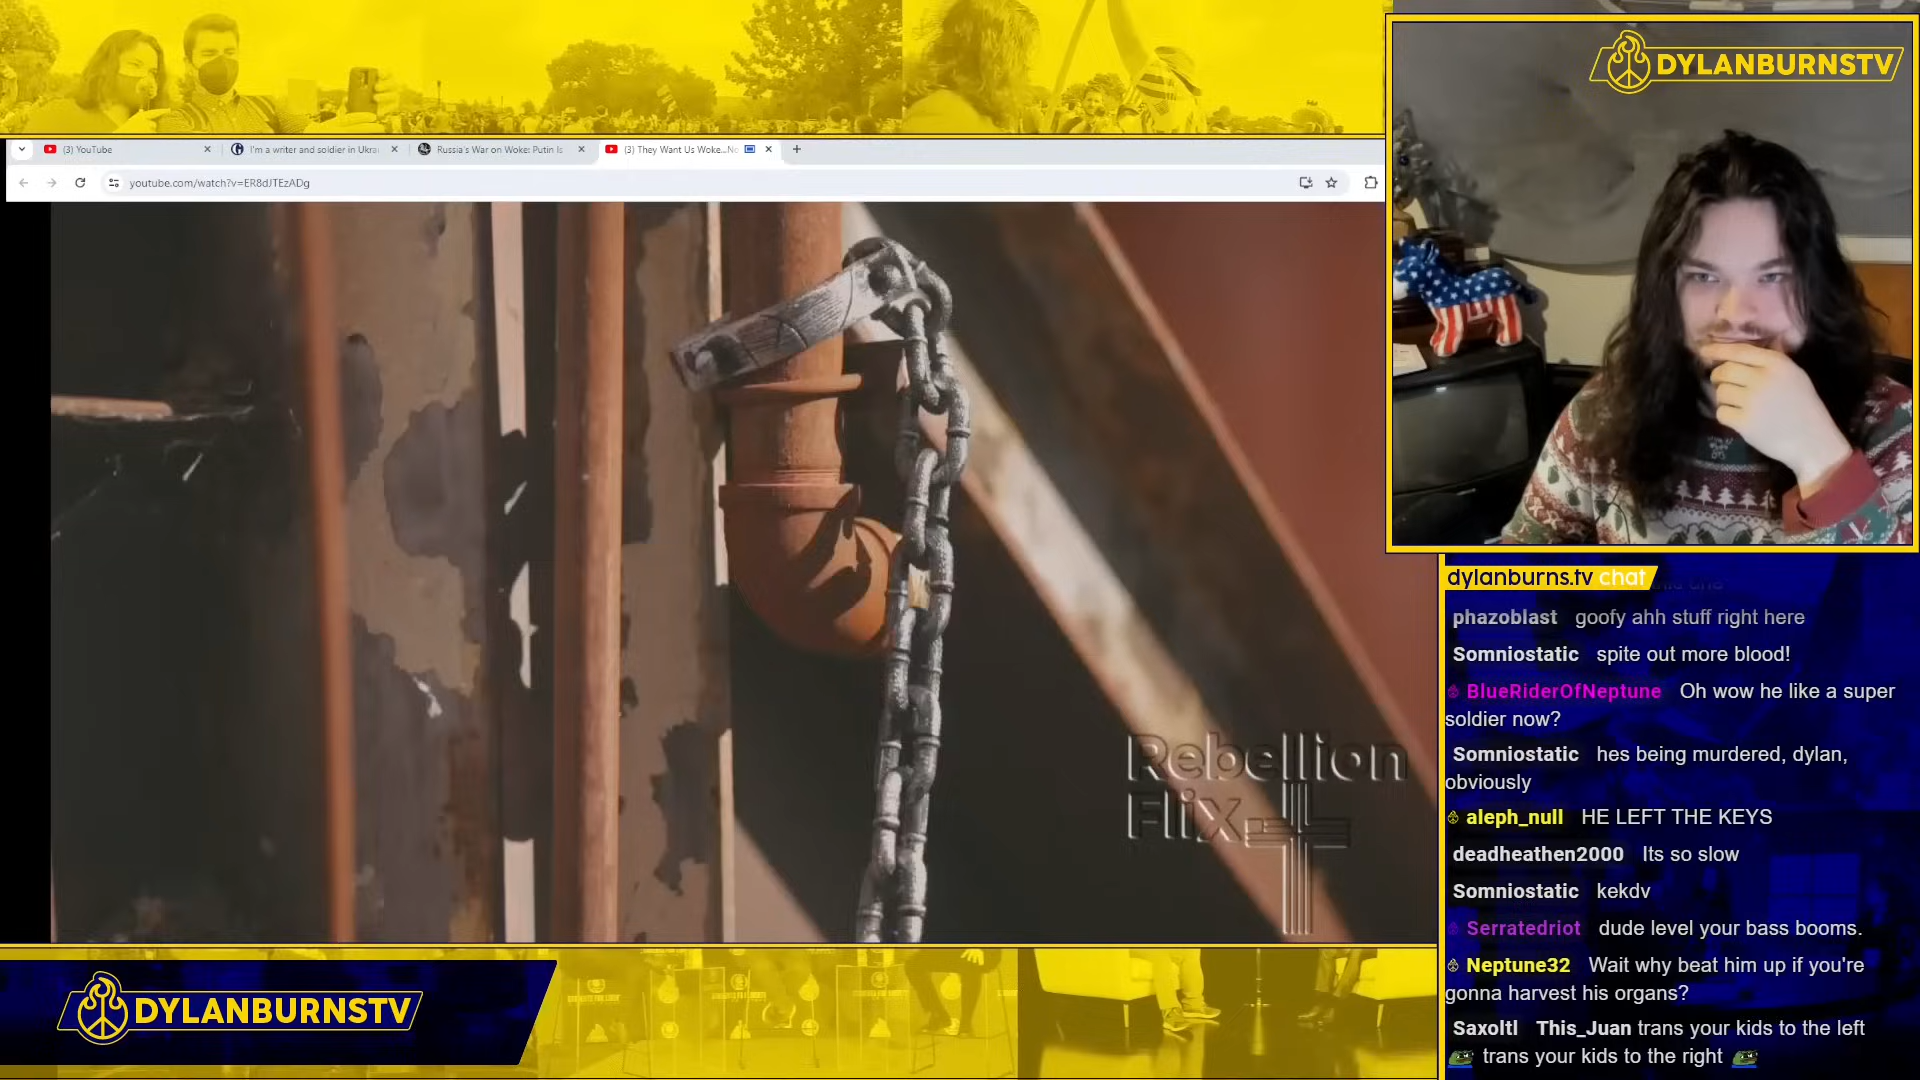 DYLANBURNSTV
(3) YouTube
I'm a writer and soldier in Ukra
Russia's War on Woke: Putin Is
(3) They Want Us Woke...No
youtube.com/watch?v=ER8dJTEzADg
Rebellion
Flix
dylanburns.tv chat
phazoblast goofy ahh stuff right here
Somniostatic spite out more blood!
BlueRiderOfNeptune Oh wow he like a super
soldier now?
Somniostatic hes being murdered, dylan,
obviously
aleph_null HE LEFT THE KEYS
deadheathen2000 Its so slow
Somniostatic kekdv
Serratedriot dude level your bass booms.
Neptune32 Wait why beat him up if you're
gonna harvest his organs?
Saxoltl This_Juan trans your kids to the left
trans your kids to the right
DYLANBURNSTV